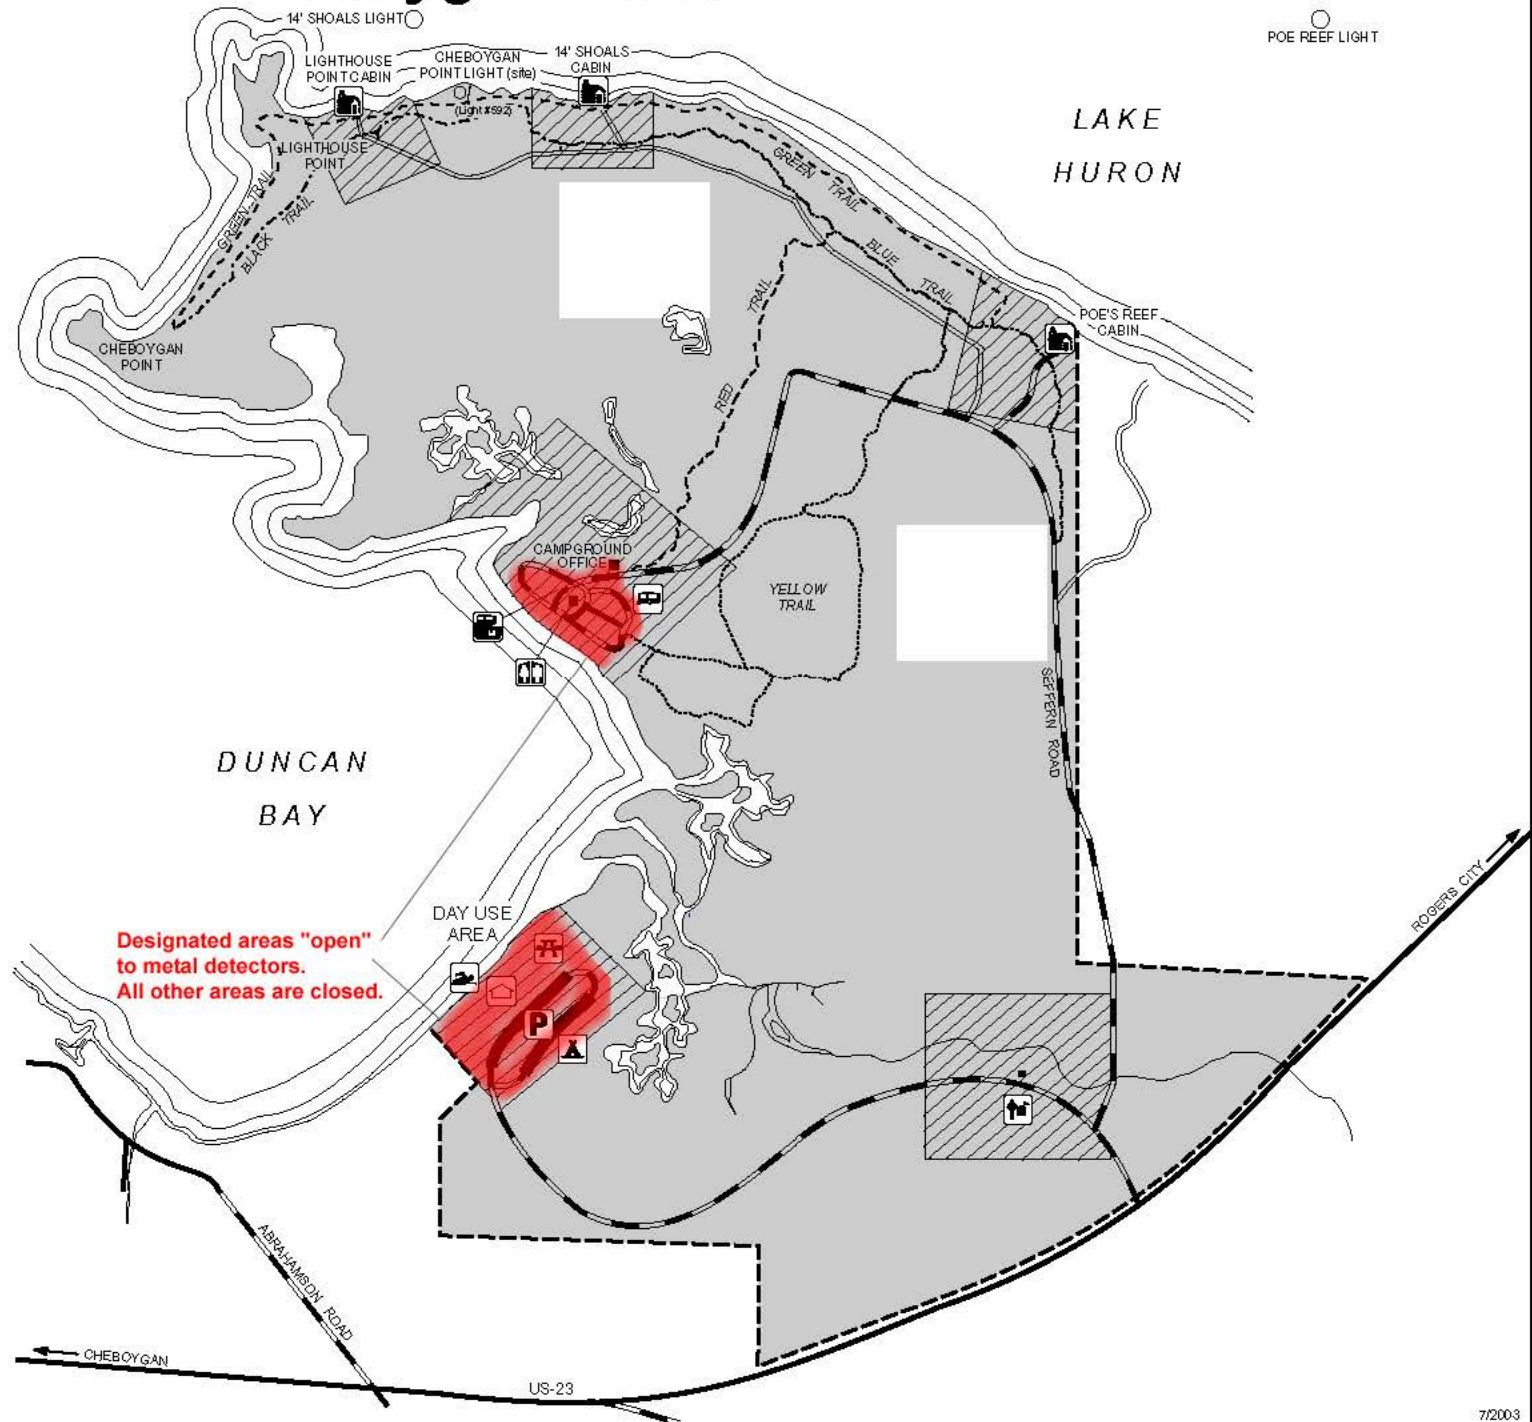 14' SHOALS LIGHT
POE REEF LIGHT
LIGHTHOUSE
POINT CABIN
CHEBOYGAN
POINT LIGHT (site)
(Light #592)
14' SHOALS
CABIN
LAKE
HURON
LIGHTHOUSE
POINT
GREEN TRAIL
BLACK TRAIL
GREEN TRAIL
BLUE TRAIL
RED TRAIL
POE'S REEF
CABIN
CHEBOYGAN
POINT
CAMPGROUND
OFFICE
YELLOW
TRAIL
SEFFERN ROAD
DUNCAN
BAY
DAY USE
AREA
Designated areas "open"
to metal detectors.
All other areas are closed.
P
ROGERS CITY
ABRAHAMSON ROAD
CHEBOYGAN
US-23
7/2003